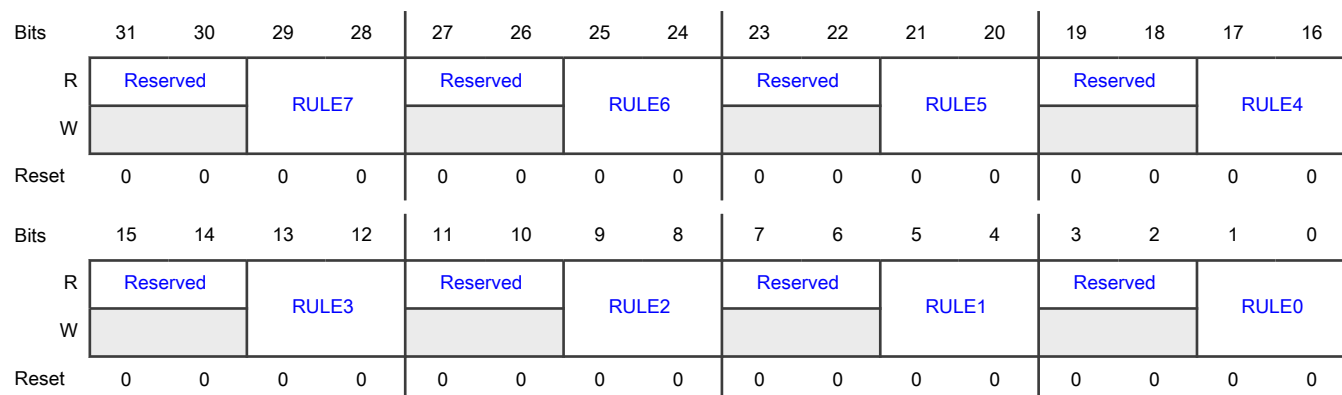 Bits 31 30 29 28 27 26 25 24 23 22 21 20 19 18 17 16
R Reserved RULE7 Reserved RULE6 Reserved RULE5 Reserved RULE4
W
Reset 0 0 0 0 0 0 0 0 0 0 0 0 0 0 0 0
Bits 15 14 13 12 11 10 9 8 7 6 5 4 3 2 1 0
R Reserved RULE3 Reserved RULE2 Reserved RULE1 Reserved RULE0
W
Reset 0 0 0 0 0 0 0 0 0 0 0 0 0 0 0 0